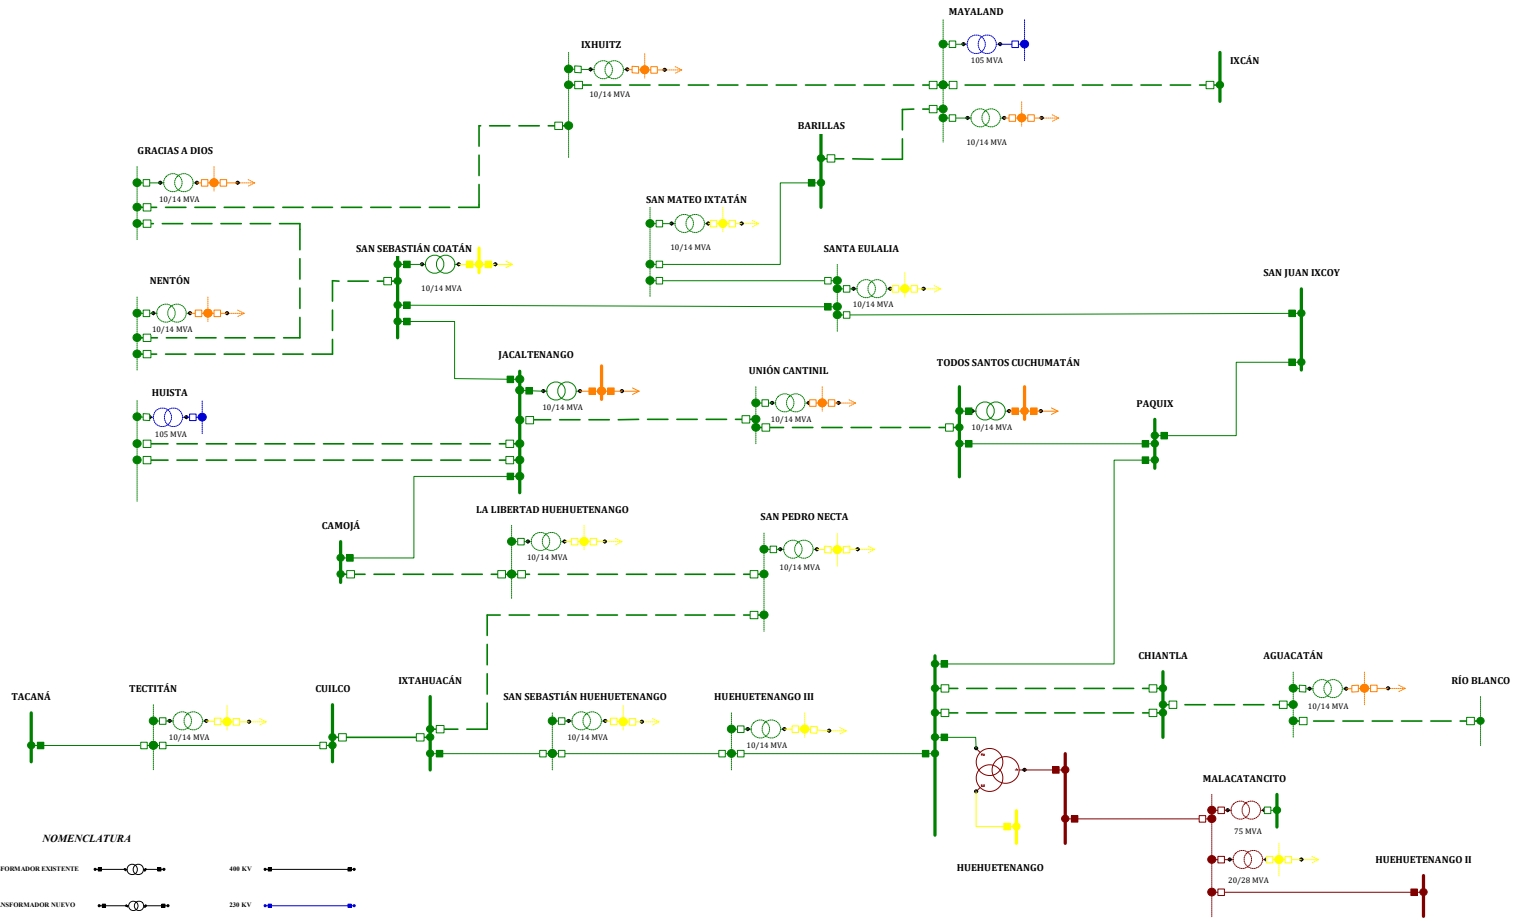 MAYALAND
105 MVA
10/14 MVA
IXHUITZ
10/14 MVA
IXCÁN
BARILLAS
GRACIAS A DIOS
10/14 MVA
SAN MATEO IXTATÁN
10/14 MVA
SAN SEBASTIÁN COATÁN
10/14 MVA
SANTA EULALIA
10/14 MVA
SAN JUAN IXCOY
NENTÓN
10/14 MVA
JACALTENANGO
10/14 MVA
UNIÓN CANTINIL
10/14 MVA
TODOS SANTOS CUCHUMATÁN
10/14 MVA
HUISTA
105 MVA
PAQUIX
CAMOJÁ
LA LIBERTAD HUEHUETENANGO
10/14 MVA
SAN PEDRO NECTA
10/14 MVA
TACANÁ
TECTITÁN
10/14 MVA
CUILCO
IXTAHUACÁN
SAN SEBASTIÁN HUEHUETENANGO
10/14 MVA
HUEHUETENANGO III
10/14 MVA
CHIANTLA
AGUACATÁN
10/14 MVA
RÍO BLANCO
HUEHUETENANGO
MALACATANCITO
75 MVA
20/28 MVA
HUEHUETENANGO II
NOMENCLATURA
FORMADOR EXISTENTE
400 KV
NSFORMADOR NUEVO
230 KV